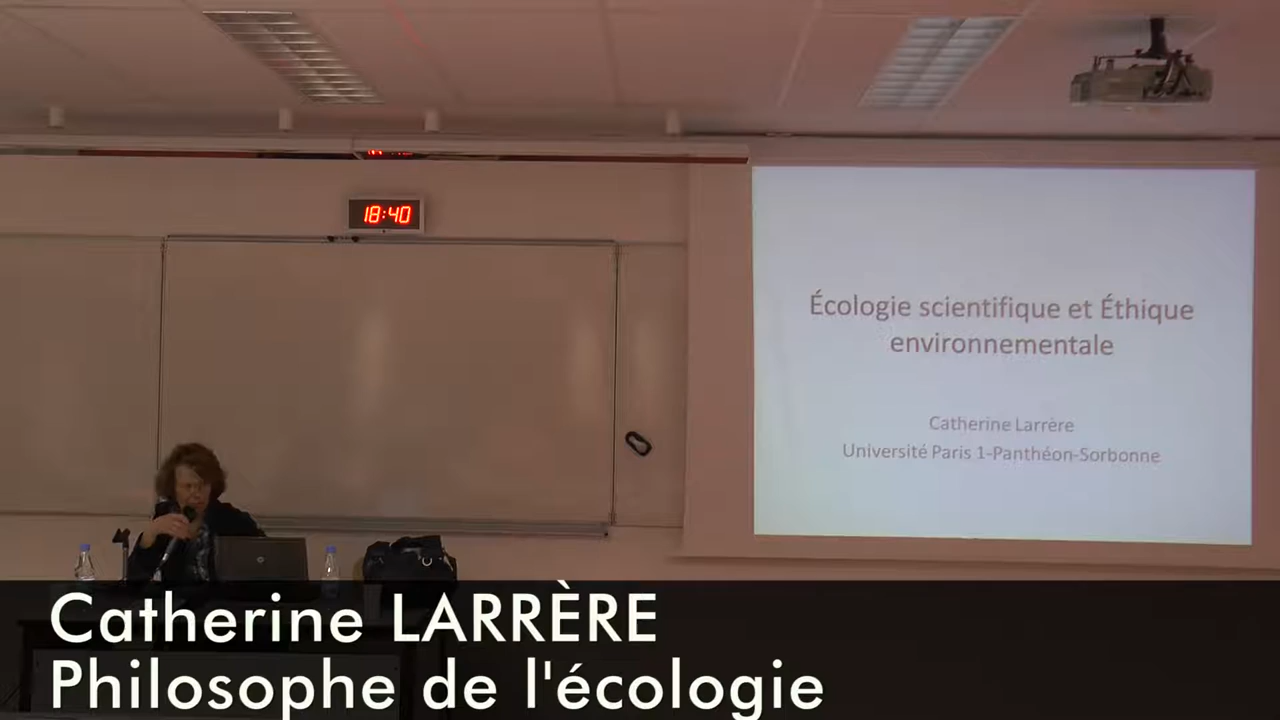 18:40
Écologie scientifique et Éthique
environnementale
Catherine Larrère
Université Paris 1-Panthéon-Sorbonne
Catherine LARRÈRE
Philosophe de l'écologie